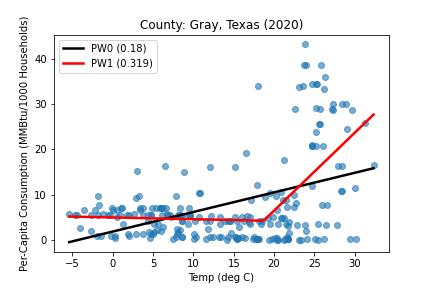 County: Gray, Texas (2020)
PW0 (0.18)
PW1 (0.319)
Per-Capita Consumption (MMBtu/1000 Households)
40
30
20
10
0
−5 0 5 10 15 20 25 30
Temp (deg C)